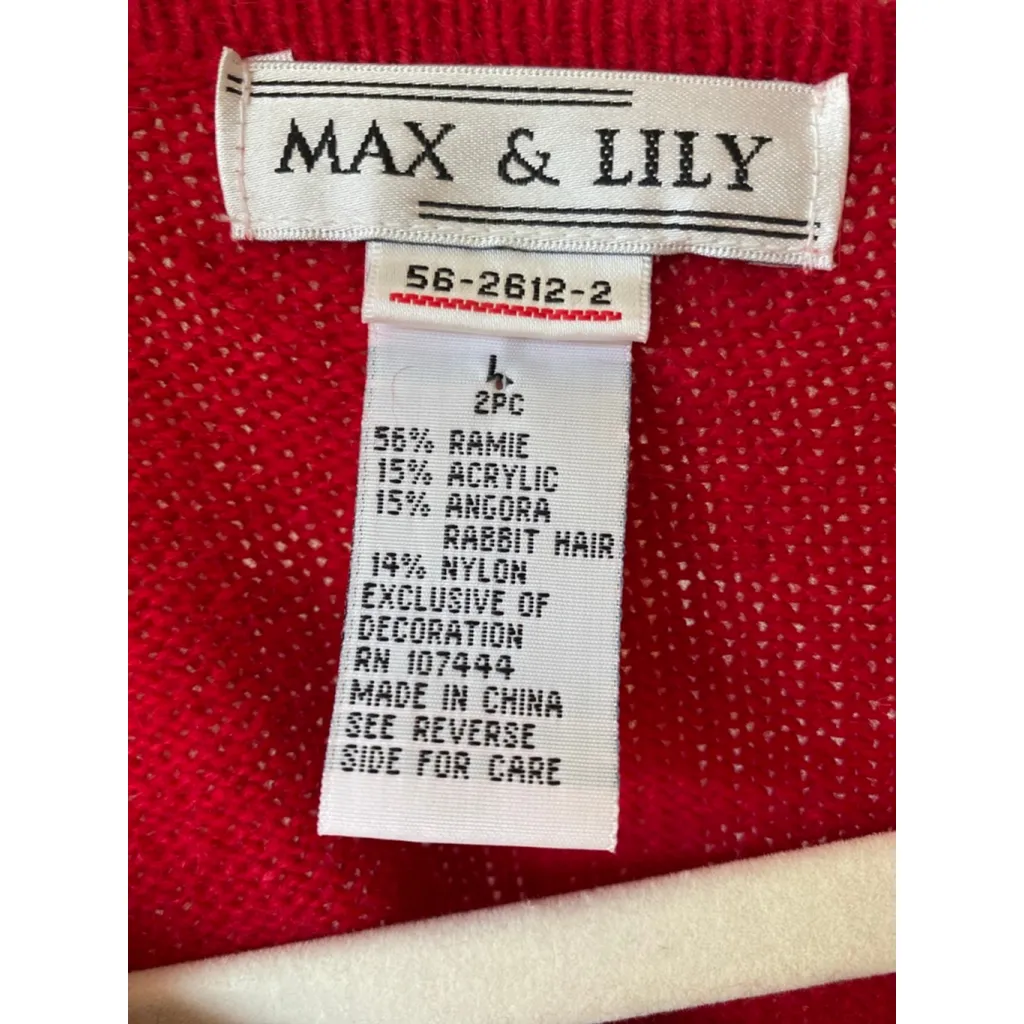 MAX & LILY
56-2612-2
2PC
56% RAMIE
15% ACRYLIC
15% ANGORA
RABBIT HAIR
14% NYLON
EXCLUSIVE OF
DECORATION
RN 107444
MADE IN CHINA
SEE REVERSE
SIDE FOR CARE